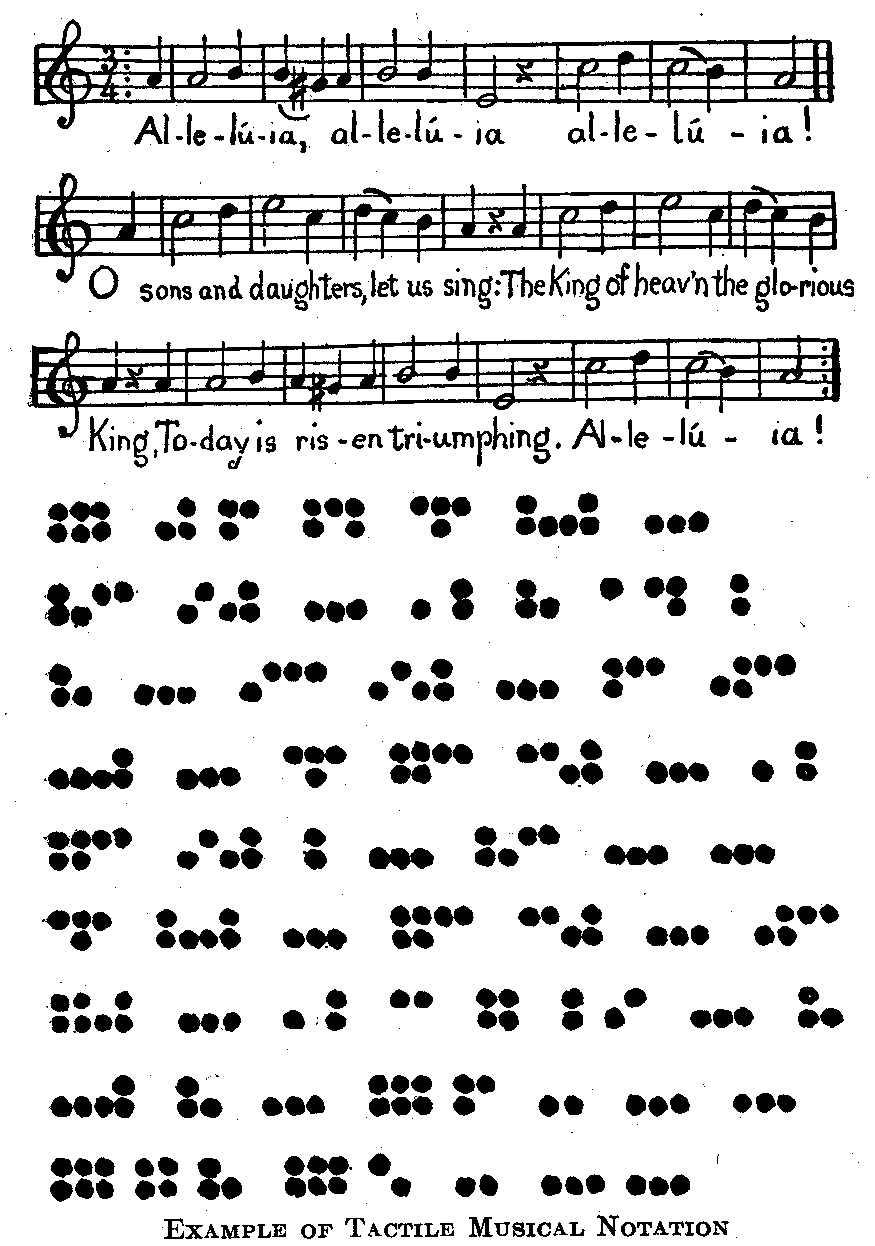 3
4
Al-le-lú-ia, al-le-lú-ia al-le-lú-ia!
O sons and daughters, let us sing: The King of heav'n the glo-rious
King, To-day is ris-en tri-umphing. Al-le-lú-ia!
EXAMPLE OF TACTILE MUSICAL NOTATION